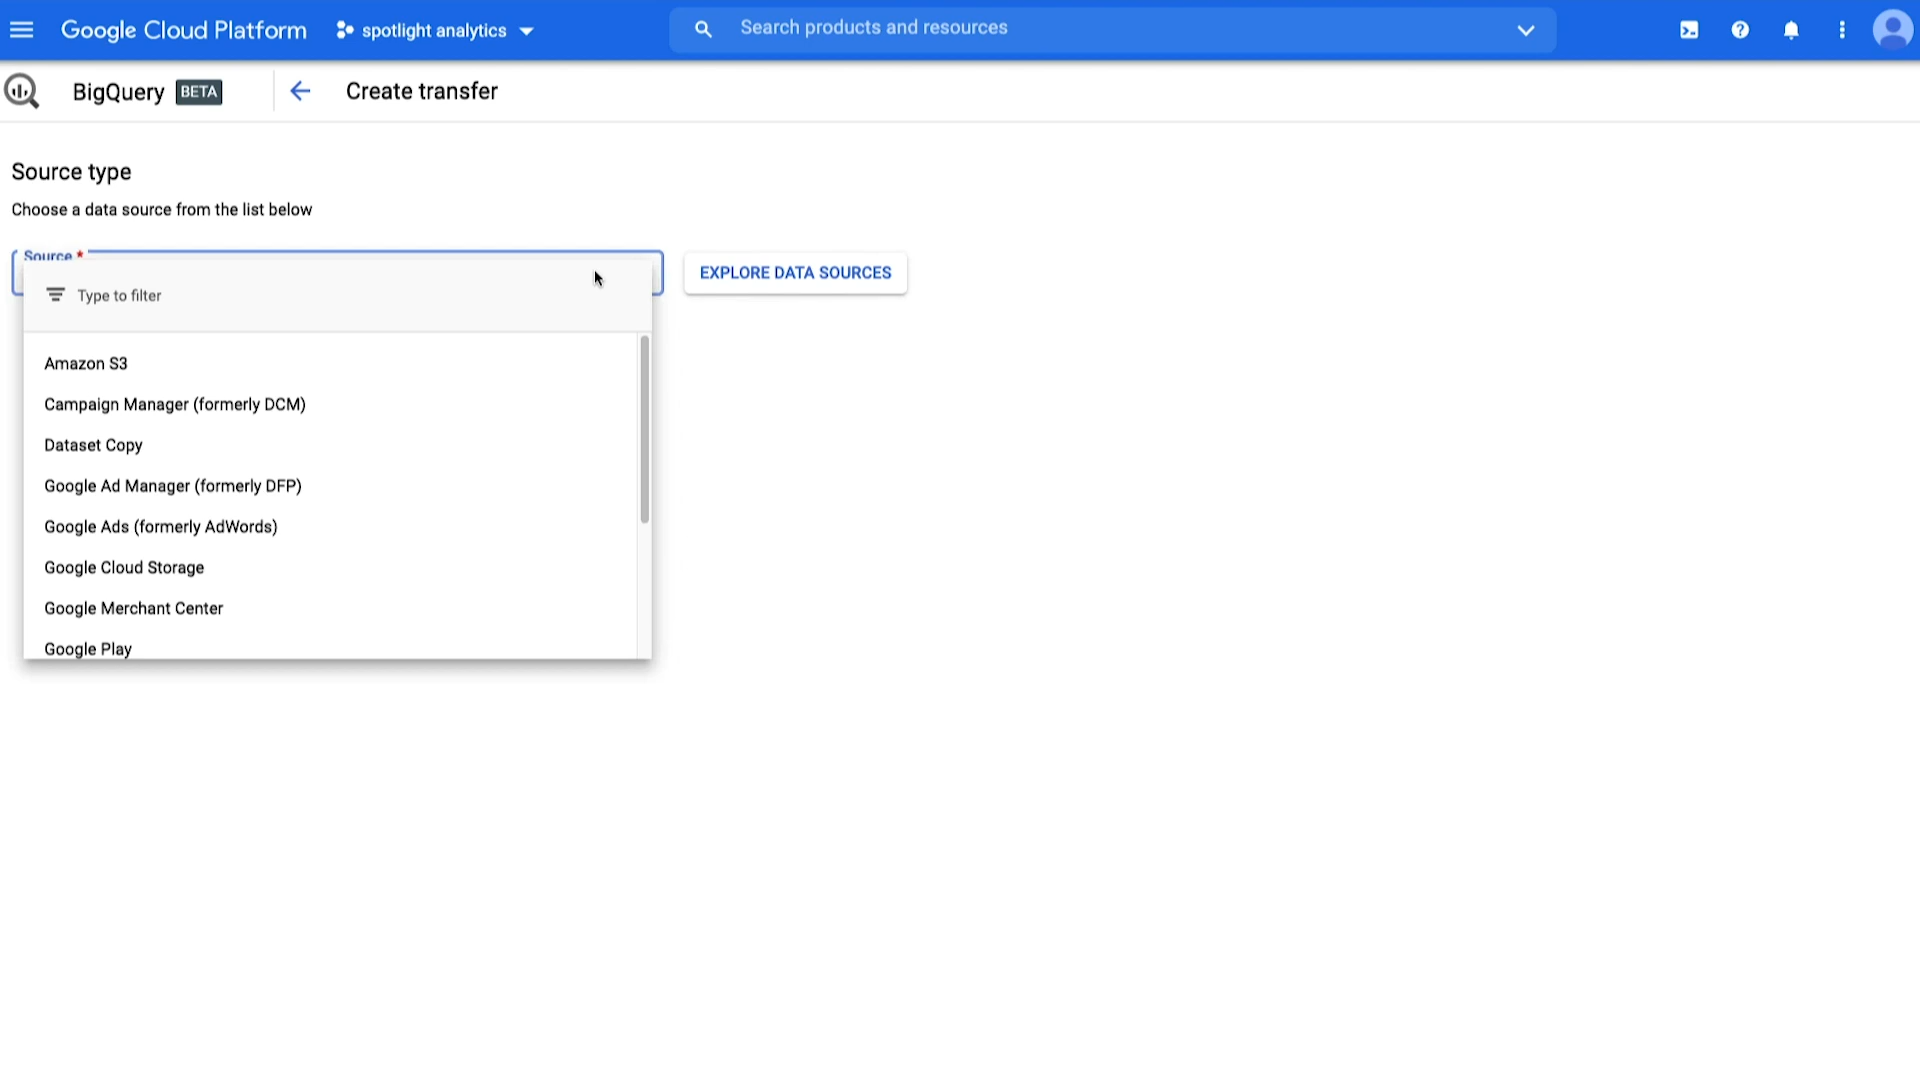 Google Cloud Platform
spotlight analytics
Search products and resources
BigQuery BETA
Create transfer
Source type
Choose a data source from the list below
Source *
Type to filter
EXPLORE DATA SOURCES
Amazon S3
Campaign Manager (formerly DCM)
Dataset Copy
Google Ad Manager (formerly DFP)
Google Ads (formerly AdWords)
Google Cloud Storage
Google Merchant Center
Google Play